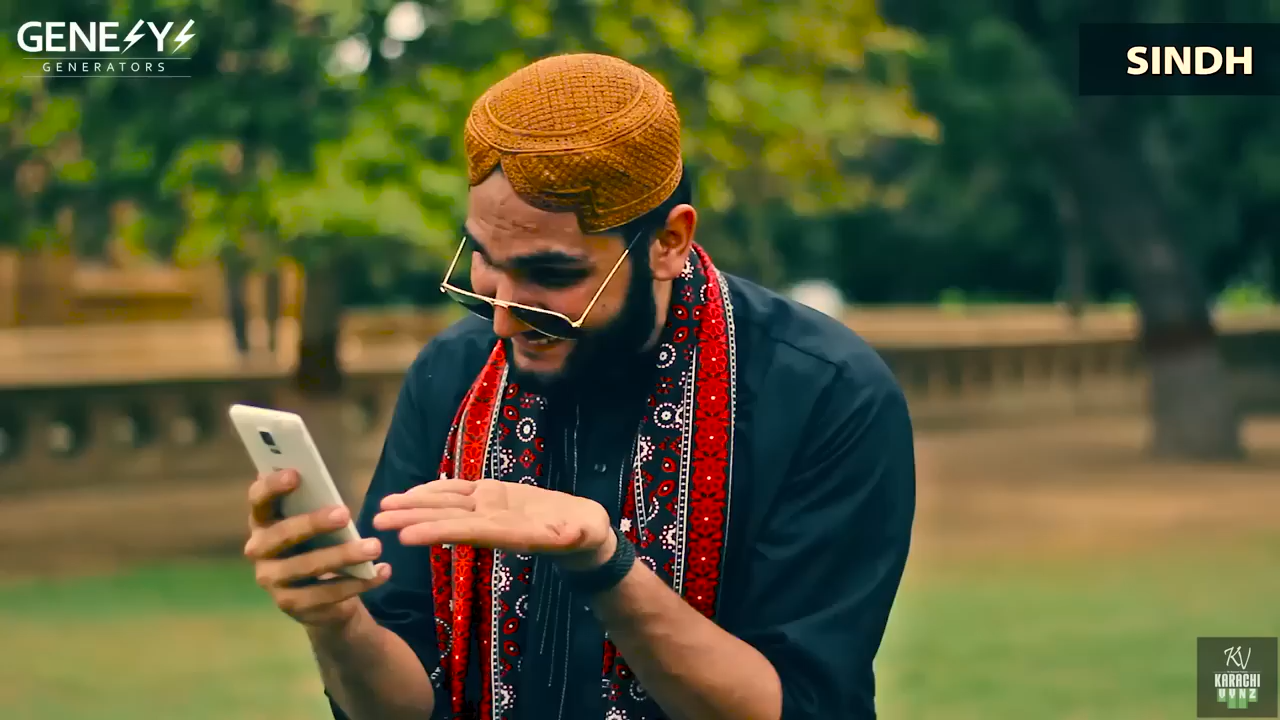 GENESYS
GENERATORS
SINDH
KV
KARACHI
VYNZ